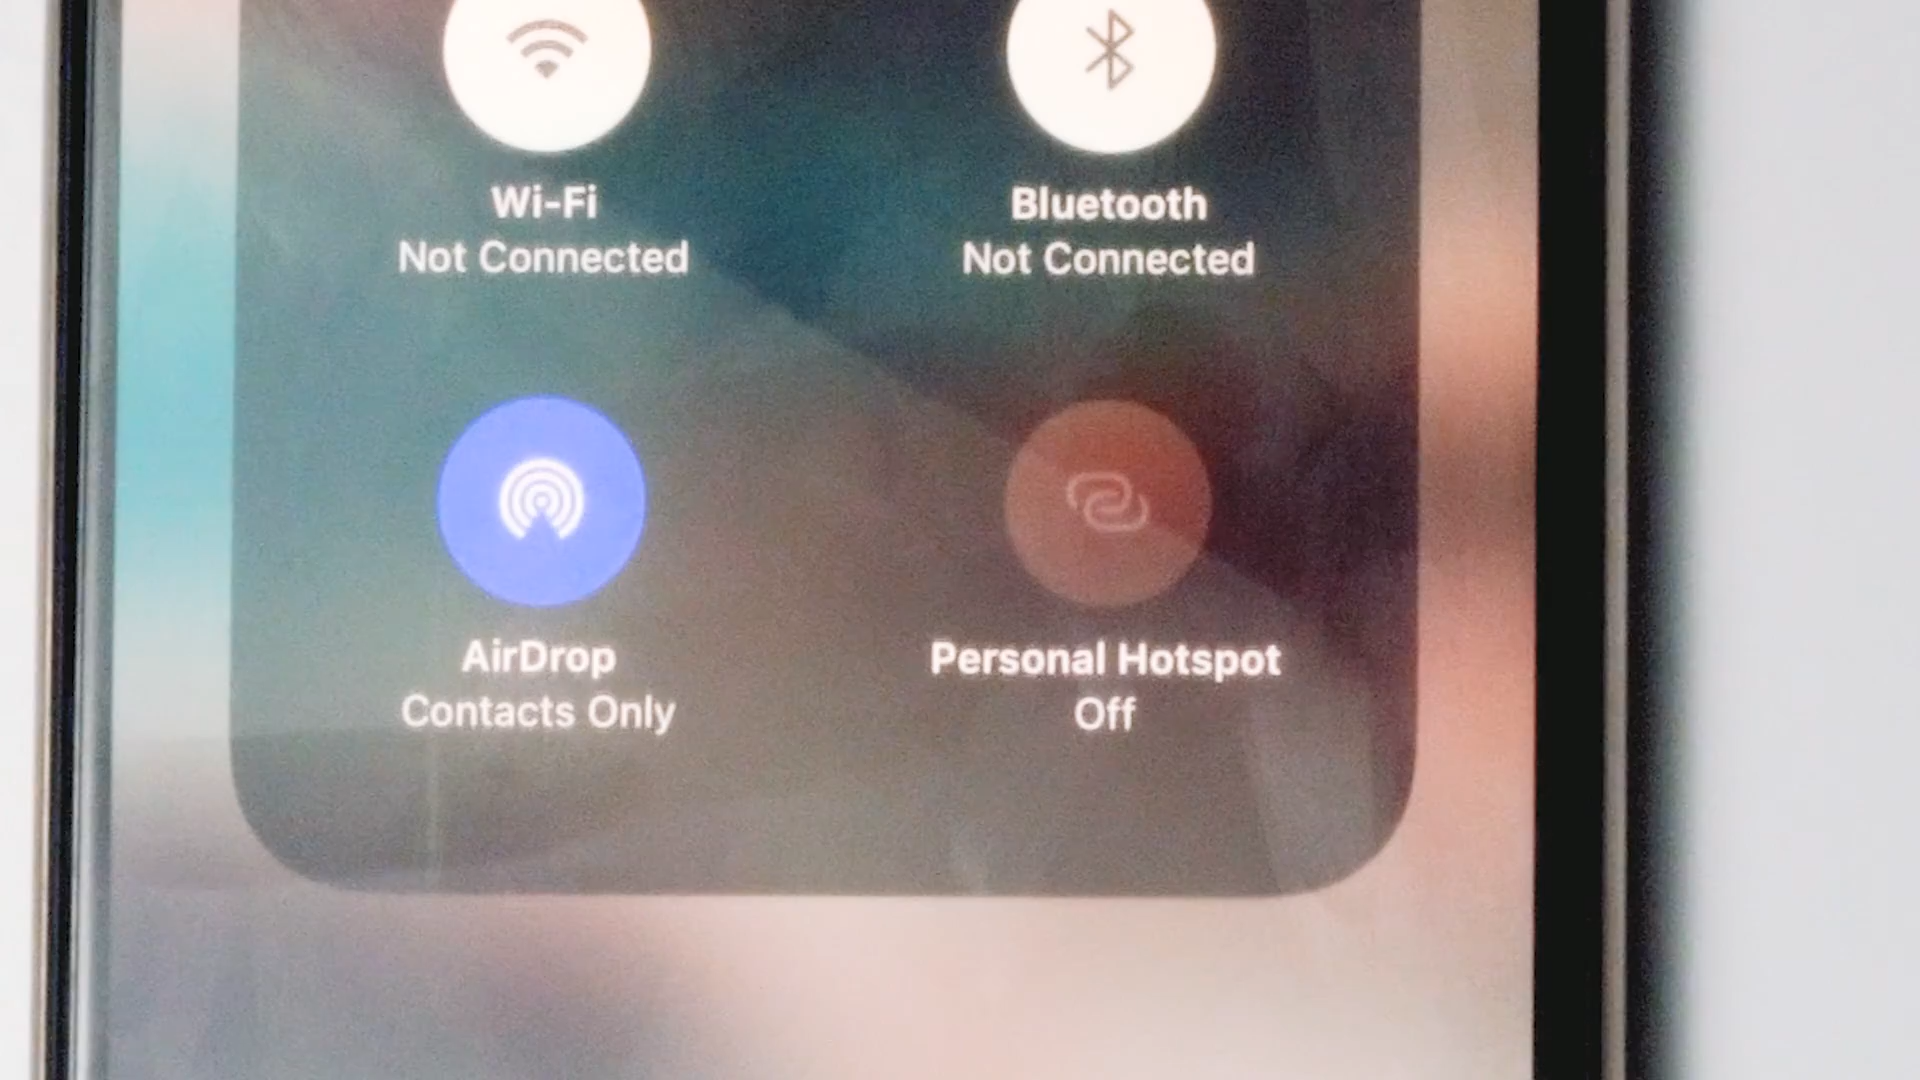 Wi-Fi
Not Connected
Bluetooth
Not Connected
AirDrop
Contacts Only
Personal Hotspot
Off